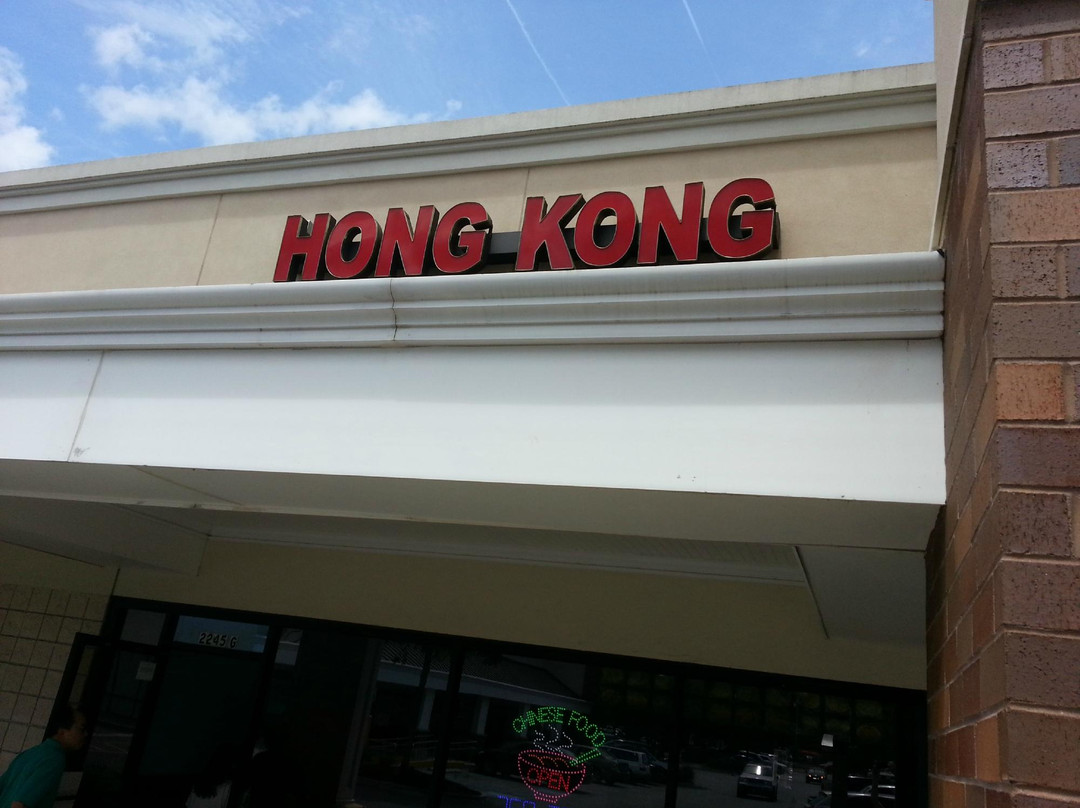 HONG KONG
2245 G
CHINESE FOOD
OPEN